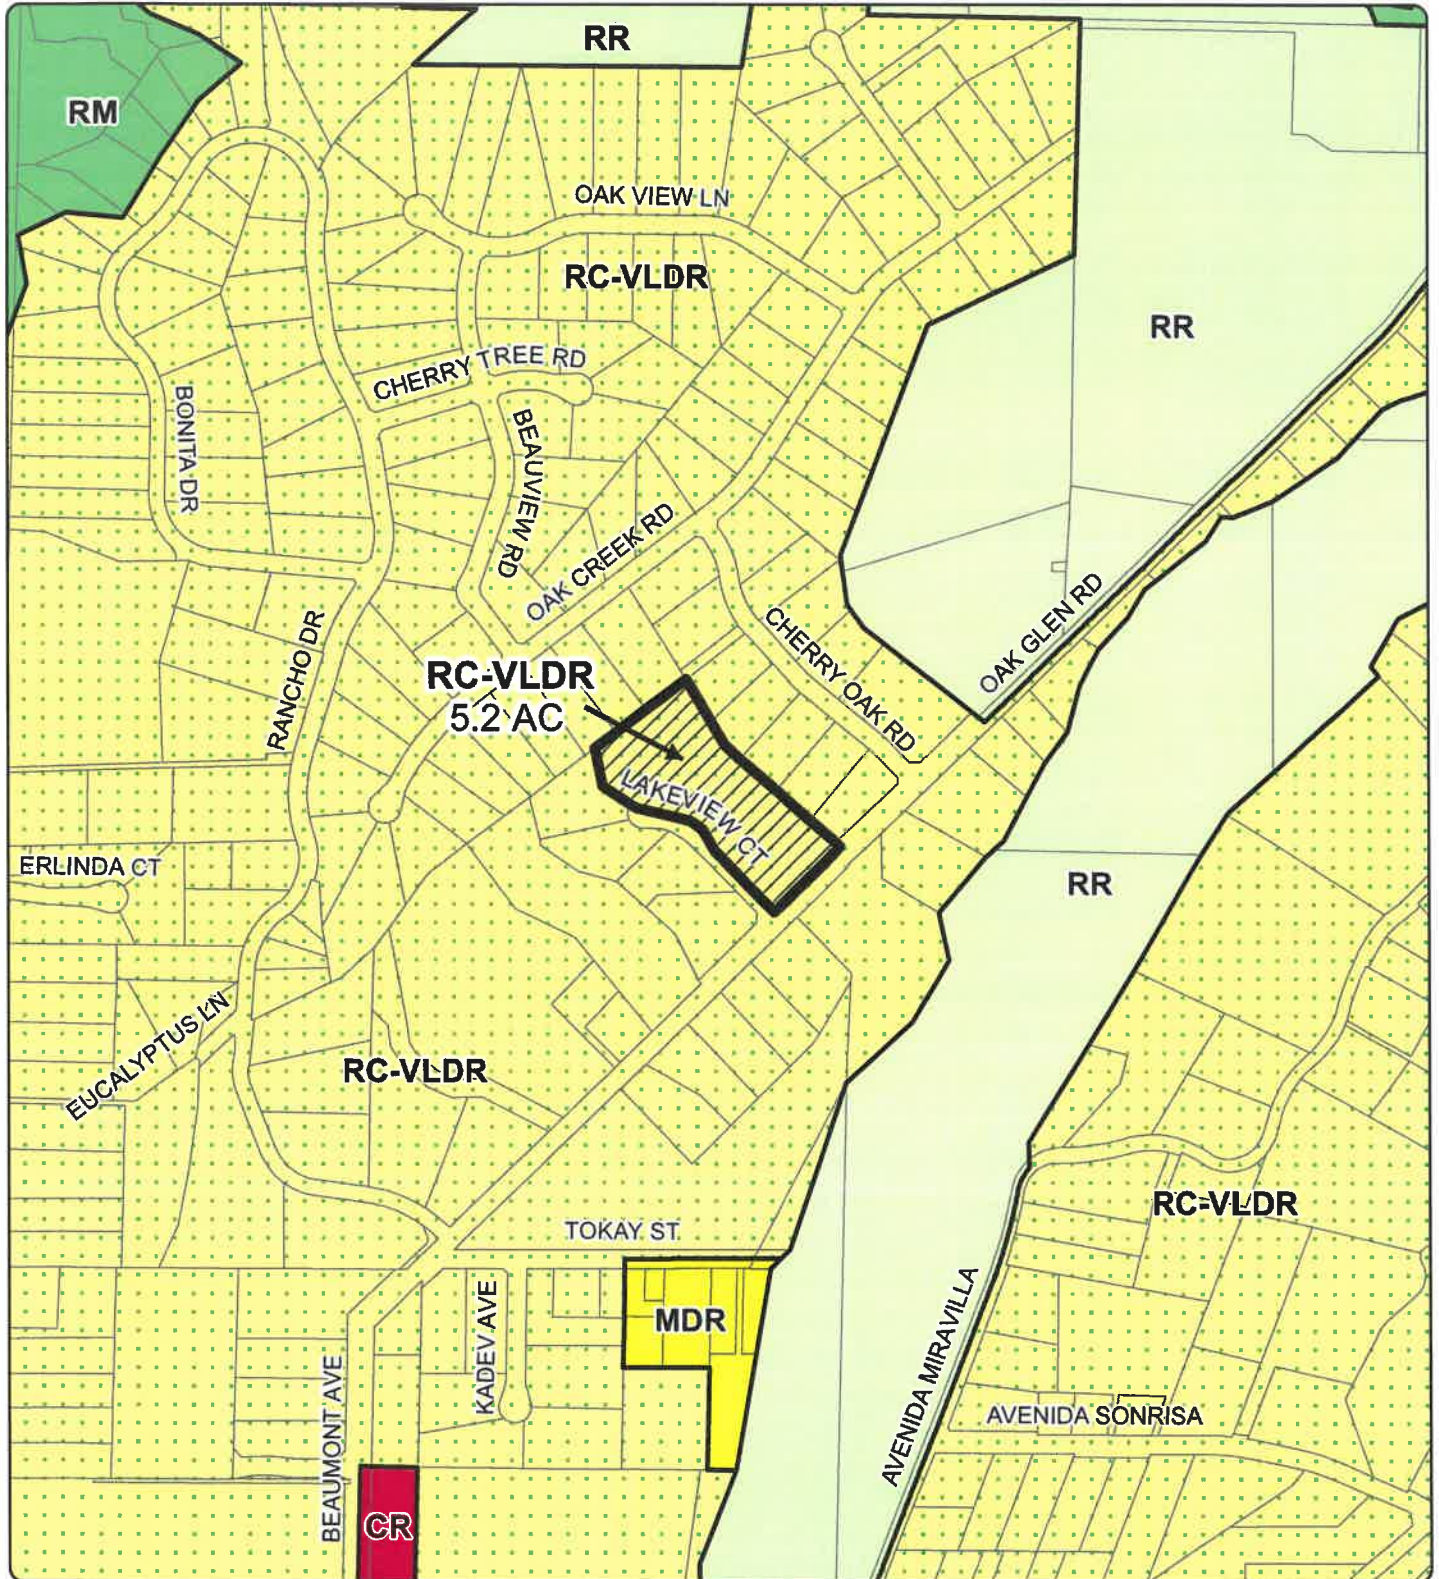 RR
RM
OAK VIEW LN
RC-VLDR
RR
CHERRY TREE RD
BONITA DR
BEAUVIEW RD
OAK CREEK RD
CHERRY OAK RD
OAK GLEN RD
RANCHO DR
RC-VLDR
5.2 AC
LAKEVIEW CT
ERLINDA CT
RR
EUCALYPTUS LN
RC-VLDR
RC-VLDR
TOKAY ST
MDR
KADEV AVE
AVENIDA MIRAVILLA
BEAUMONT AVE
AVENIDA SONRISA
CR